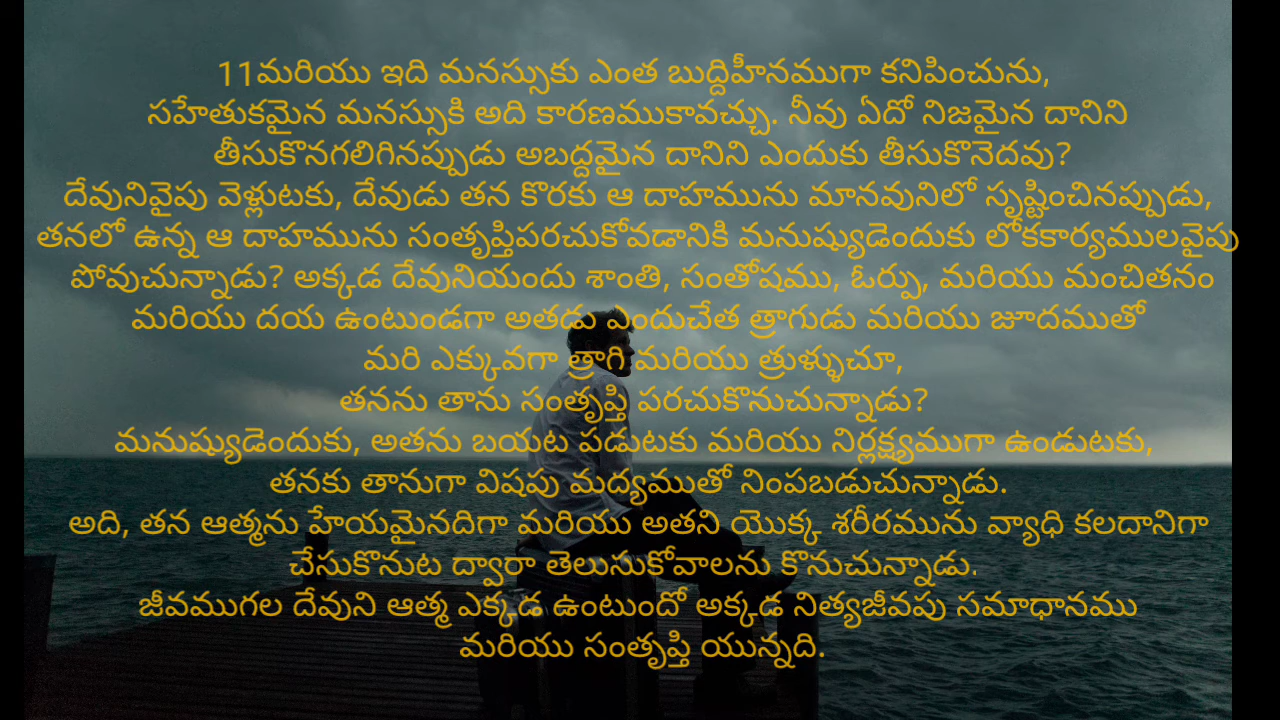 11మరియు ఇది మనస్సుకు ఎంత బుద్దిహీనముగా కనిపించును,
సహేతుకమైన మనస్సుకి అది కారణముకావచ్చు. నీవు ఏదో నిజమైన దానిని
తీసుకొనగలిగినప్పుడు అబద్దమైన దానిని ఎందుకు తీసుకొనెదవు?
దేవునివైపు వెళ్లుటకు, దేవుడు తన కొరకు ఆ దాహమును మానవునిలో సృష్టించినప్పుడు,
తనలో ఉన్న ఆ దాహమును సంతృప్తిపరచుకోవడానికి మనుష్యుడెందుకు లోకకార్యములవైపు
పోవుచున్నాడు? అక్కడ దేవునియందు శాంతి, సంతోషము, ఓర్పు, మరియు మంచితనం
మరియు దయ ఉంటుండగా అతడు ఎందుచేత త్రాగుడు మరియు జూదముతో
మరి ఎక్కువగా త్రాగి మరియు త్రుళ్ళుచూ,
తనను తాను సంతృప్తి పరచుకొనుచున్నాడు?
మనుష్యుడెందుకు, అతను బయట పడుటకు మరియు నిర్లక్ష్యముగా ఉండుటకు,
తనకు తానుగా విషపు మద్యముతో నింపబడుచున్నాడు.
అది, తన ఆత్మను హేయమైనదిగా మరియు అతని యొక్క శరీరమును వ్యాధి కలదానిగా
చేసుకొనుట ద్వారా తెలుసుకోవాలను కొనుచున్నాడు.
జీవముగల దేవుని ఆత్మ ఎక్కడ ఉంటుందో అక్కడ నిత్యజీవపు సమాధానము
మరియు సంతృప్తి యున్నది.